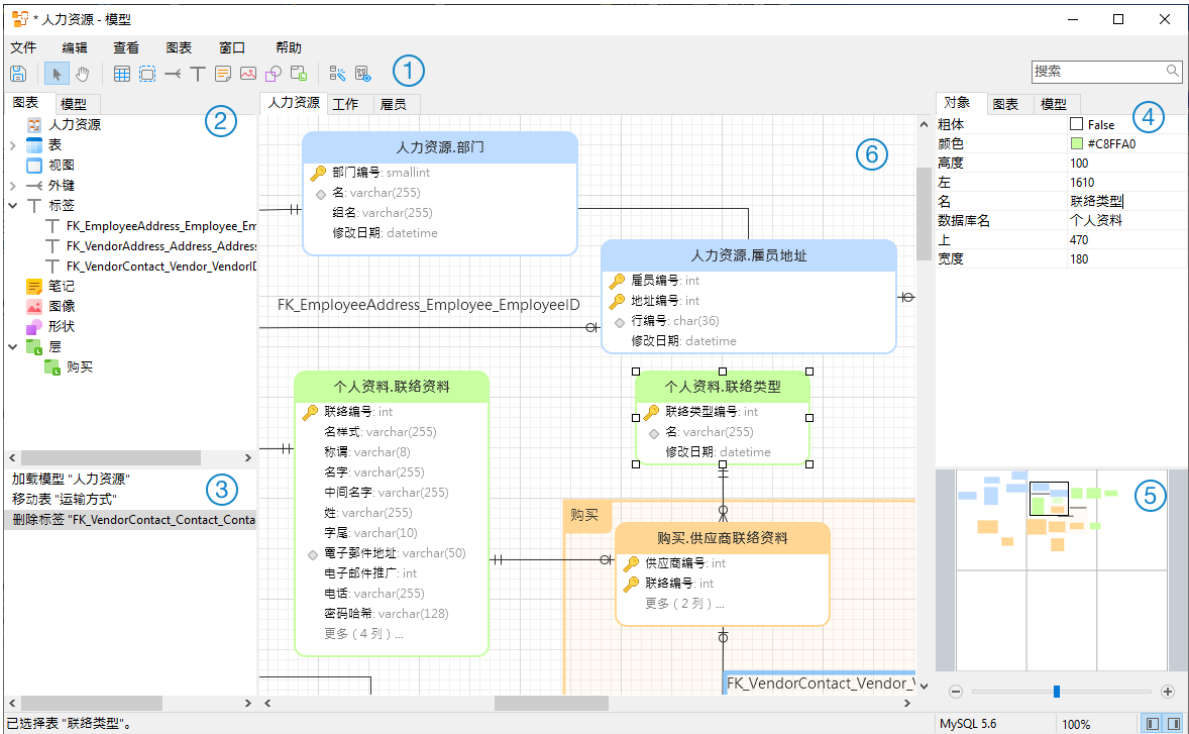 * 人力资源 - 模型
文件 编辑 查看 图表 窗口 帮助
①
搜索
图表 模型
②
人力资源
表
视图
外键
标签
FK_EmployeeAddress_Employee_Em
FK_VendorAddress_Address_Address
FK_VendorContact_Vendor_VendorID
笔记
图像
形状
层
购买
加载模型 "人力资源"
③
移动表 "运输方式"
删除标签 "FK_VendorContact_Contact_Conta
人力资源 工作 雇员
⑥
人力资源.部门
部门编号: smallint
名: varchar(255)
组名: varchar(255)
修改日期: datetime
人力资源.雇员地址
雇员编号: int
地址编号: int
行编号: char(36)
修改日期: datetime
FK_EmployeeAddress_Employee_EmployeeID
个人资料.联络资料
联络编号: int
名样式: varchar(255)
称谓: varchar(8)
名字: varchar(255)
中间名字: varchar(255)
姓: varchar(255)
字尾: varchar(10)
電子郵件地址: varchar(50)
电子邮件推广: int
电话: varchar(255)
密码哈希: varchar(128)
更多 ( 4 列 ) ...
个人资料.联络类型
联络类型编号: int
名: varchar(255)
修改日期: datetime
购买
购买.供应商联络资料
供应商编号: int
联络编号: int
更多 ( 2 列 ) ...
FK_VendorContact_Vendor_V
对象 图表 模型
④
粗体 False
颜色 #C8FFA0
高度 100
左 1610
名 联络类型
数据库名 个人资料
上 470
宽度 180
⑤
已选择表 "联络类型"。
MySQL 5.6
100%